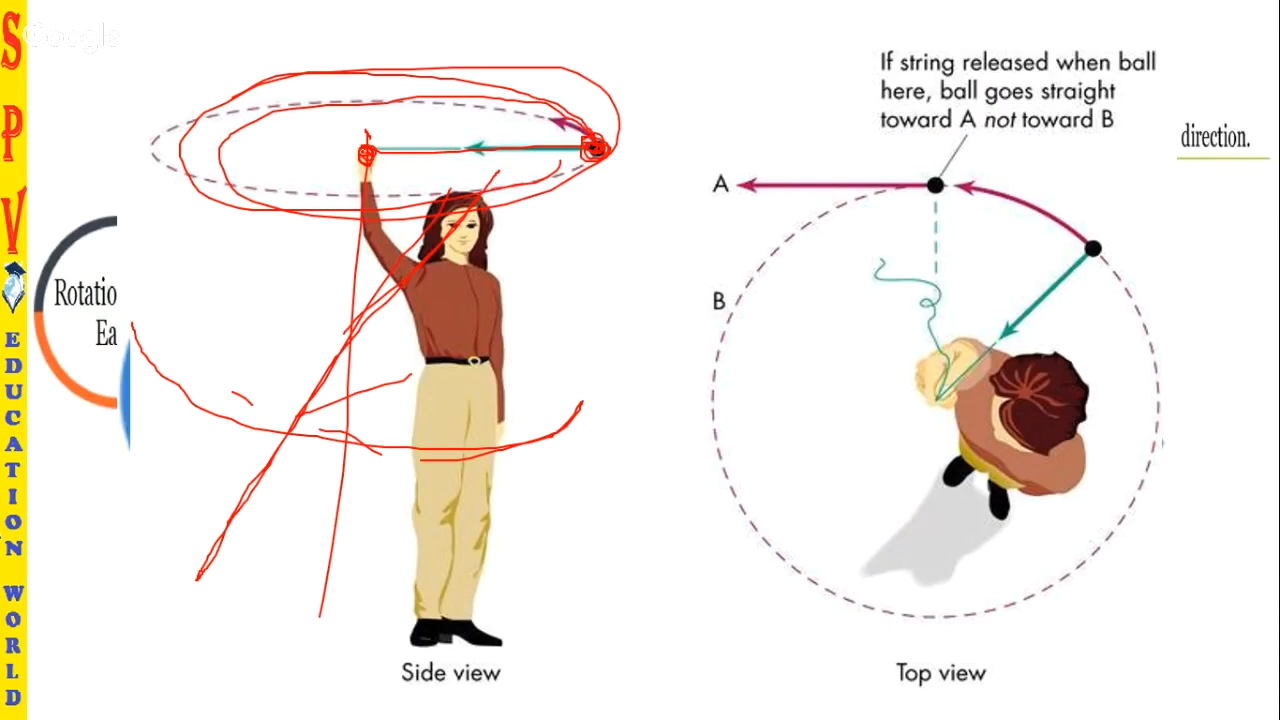 S P V EDUCATION WORLD
Google
Rotatio
Ea
If string released when ball
here, ball goes straight
toward A not toward B
direction.
A
B
Side view
Top view